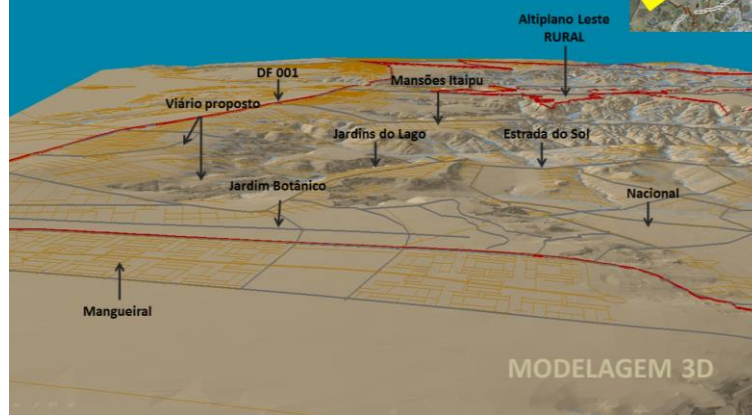 Altiplano Leste
RURAL
DF 001
Mansões Itaipu
Viário proposto
Jardins do Lago
Estrada do Sol
Jardim Botânico
Nacional
Mangueiral
MODELAGEM 3D